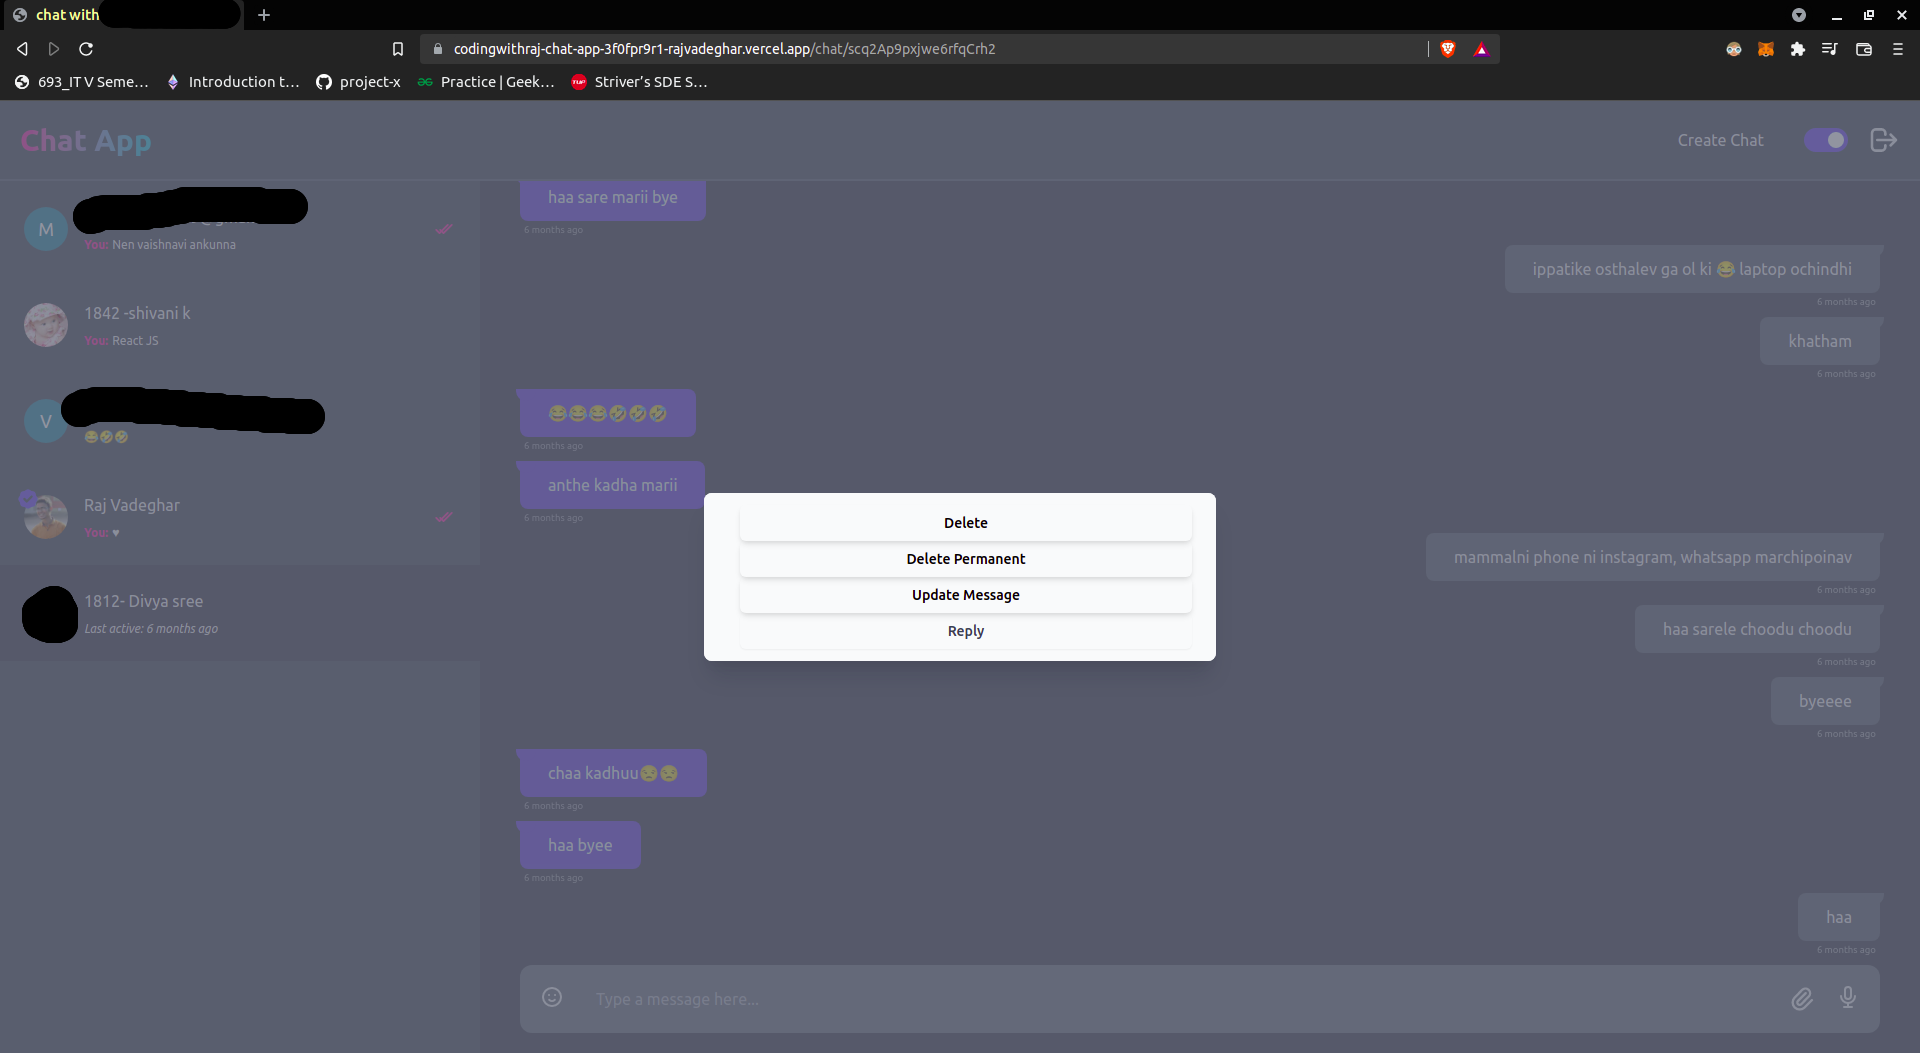 chat with
codingwithraj-chat-app-3f0fpr9r1-rajvadeghar.vercel.app/chat/scq2Ap9pxjwe6rfqCrh2
693_IT V Seme... Introduction t... project-x Practice | Geek... Striver's SDE S...
Chat App
Create Chat
M
You: Nen vaishnavi ankunna
1842 -shivani k
You: React JS
V
😂🤣🤣
Raj Vadeghar
You: ♥
1812- Divya sree
Last active: 6 months ago
haa sare marii bye
6 months ago
ippatike osthalev ga ol ki 😂 laptop ochindhi
6 months ago
khatham
6 months ago
😂😂😂🤣🤣🤣
6 months ago
anthe kadha marii
6 months ago
Delete
Delete Permanent
Update Message
Reply
mammalni phone ni instagram, whatsapp marchipoinav
6 months ago
haa sarele choodu choodu
6 months ago
byeeee
6 months ago
chaa kadhuu😣😣
6 months ago
haa byee
6 months ago
haa
6 months ago
Type a message here...